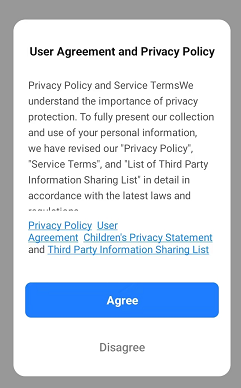 User Agreement and Privacy Policy
Privacy Policy and Service TermsWe
understand the importance of privacy
protection. To fully present our collection
and use of your personal information,
we have revised our "Privacy Policy",
"Service Terms", and "List of Third Party
Information Sharing List" in detail in
accordance with the latest laws and
regulations
Privacy Policy User
Agreement Children's Privacy Statement
and Third Party Information Sharing List
Agree
Disagree